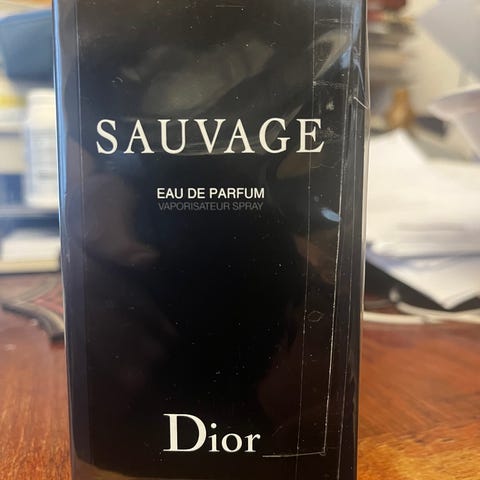 SAUVAGE
EAU DE PARFUM
VAPORISATEUR SPRAY
Dior